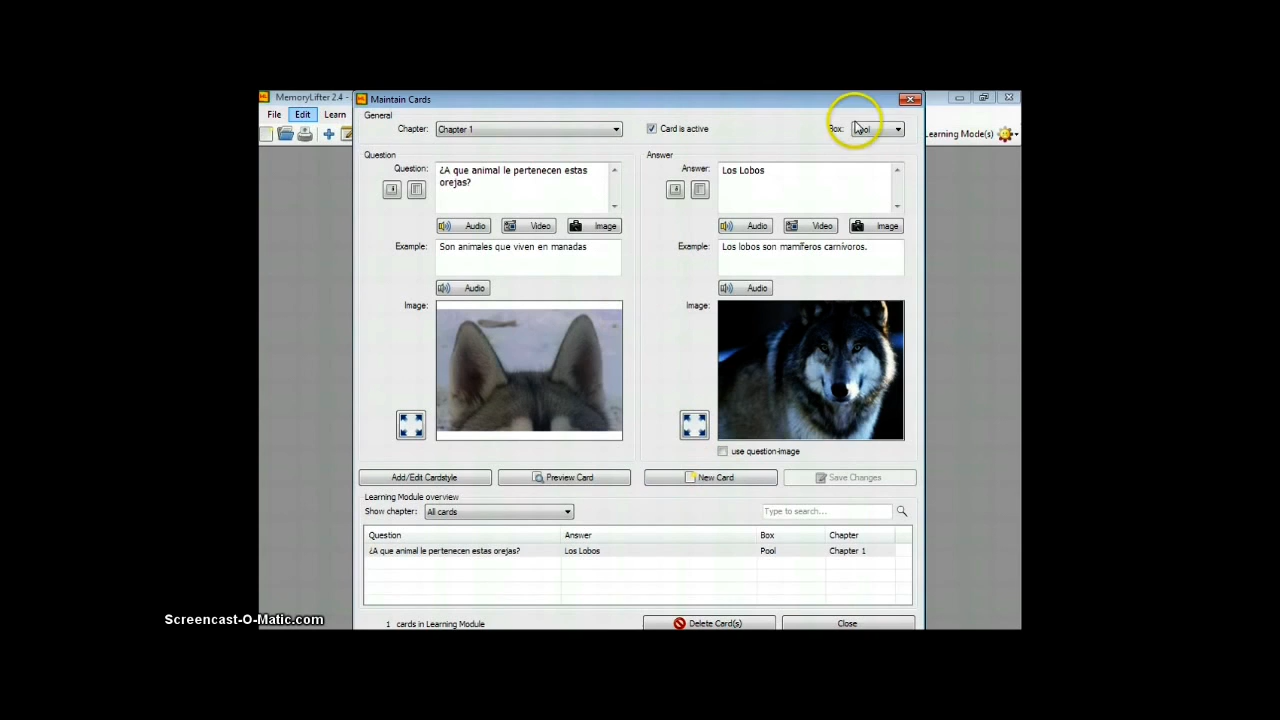 MemoryLifter 2.4 -
Maintain Cards
File Edit Learn
Learning Mode(s)
General
Chapter: Chapter 1
Card is active
Box: Pool
Question
Question: ¿A que animal le pertenecen estas
orejas?
Audio Video Image
Example: Son animales que viven en manadas
Audio
Image:
Answer
Answer: Los Lobos
Audio Video Image
Example: Los lobos son mamíferos carnívoros.
Audio
Image:
use question-image
Add/Edit Cardstyle Preview Card New Card Save Changes
Learning Module overview
Show chapter: All cards
Type to search...
Question Answer Box Chapter
¿A que animal le pertenecen estas orejas? Los Lobos Pool Chapter 1
1 cards in Learning Module
Delete Card(s) Close
Screencast-O-Matic.com